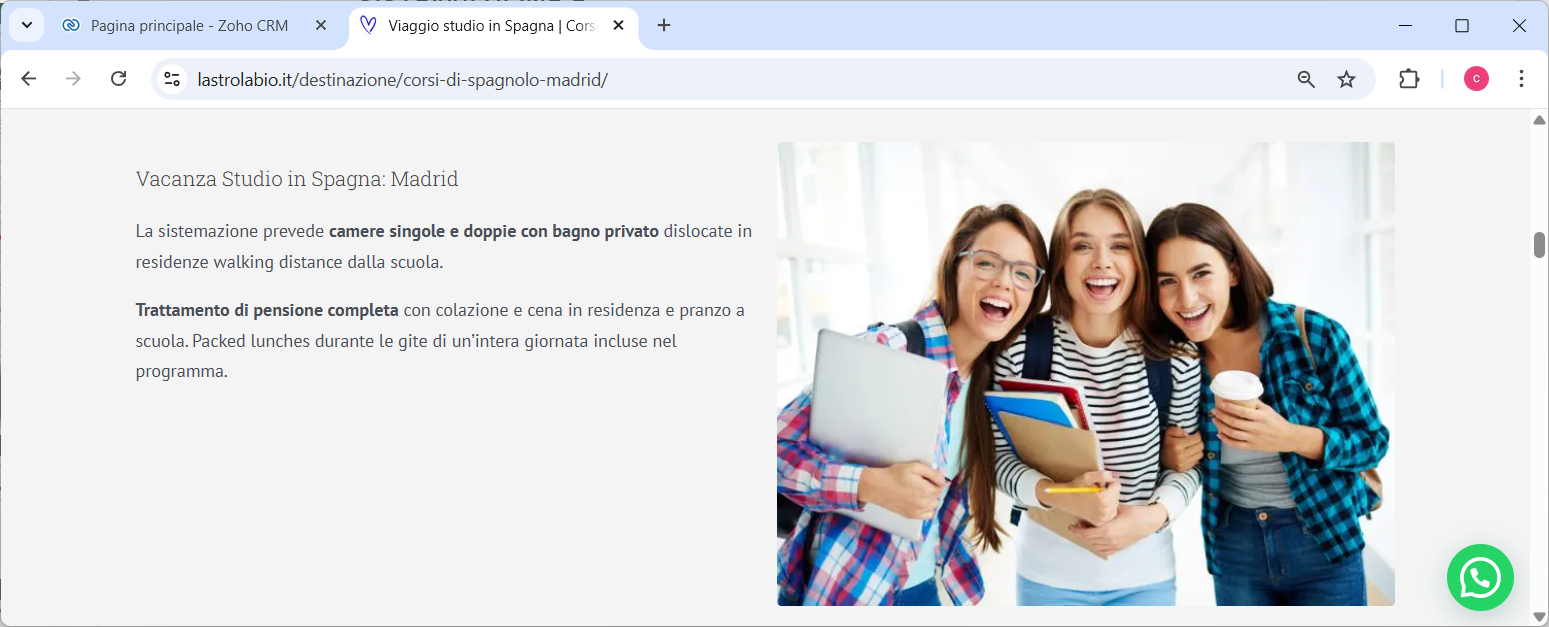 Pagina principale - Zoho CRM
Viaggio studio in Spagna | Corsi
lastrolabio.it/destinazione/corsi-di-spagnolo-madrid/
C
Vacanza Studio in Spagna: Madrid
La sistemazione prevede camere singole e doppie con bagno privato dislocate in
residenze walking distance dalla scuola.
Trattamento di pensione completa con colazione e cena in residenza e pranzo a
scuola. Packed lunches durante le gite di un’intera giornata incluse nel
programma.